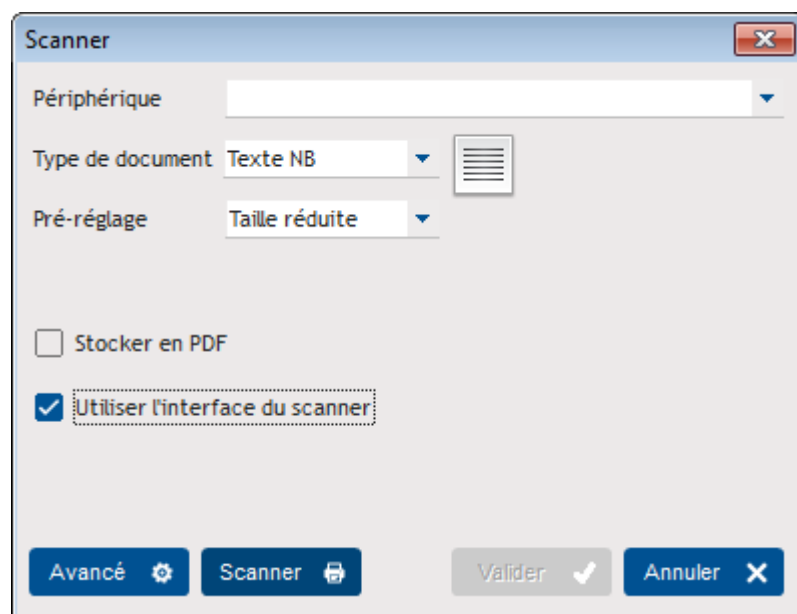 Scanner
Périphérique
Type de document Texte NB
Pré-réglage Taille réduite
Stocker en PDF
Utiliser l'interface du scanner
Avancé Scanner Valider Annuler